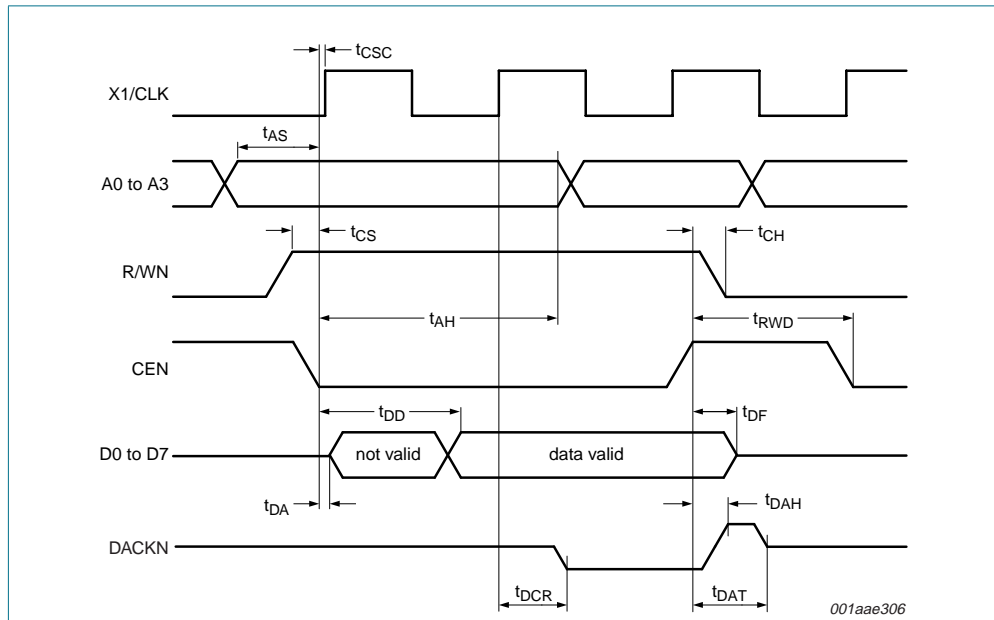 tCSC
X1/CLK
tAS
A0 to A3
tCS
tCH
R/WN
tAH
tRWD
CEN
tDD
tDF
D0 to D7
not valid
data valid
tDA
tDAH
DACKN
tDCR
tDAT
001aae306